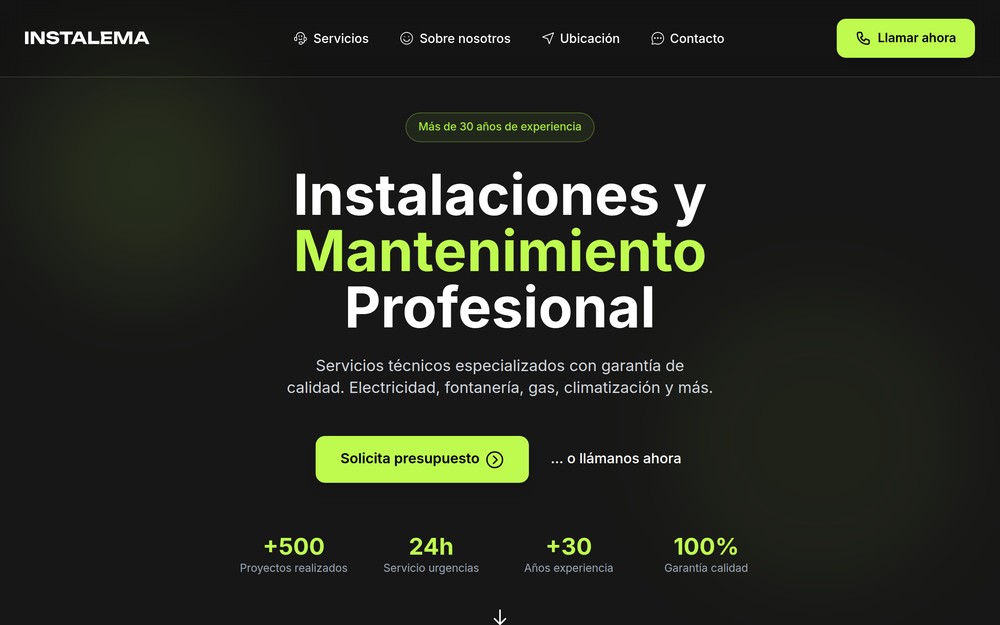 INSTALEMA
Servicios
Sobre nosotros
Ubicación
Contacto
Llamar ahora
Más de 30 años de experiencia
Instalaciones y
Mantenimiento
Profesional
Servicios técnicos especializados con garantía de
calidad. Electricidad, fontanería, gas, climatización y más.
Solicita presupuesto
... o llámanos ahora
+500
Proyectos realizados
24h
Servicio urgencias
+30
Años experiencia
100%
Garantía calidad